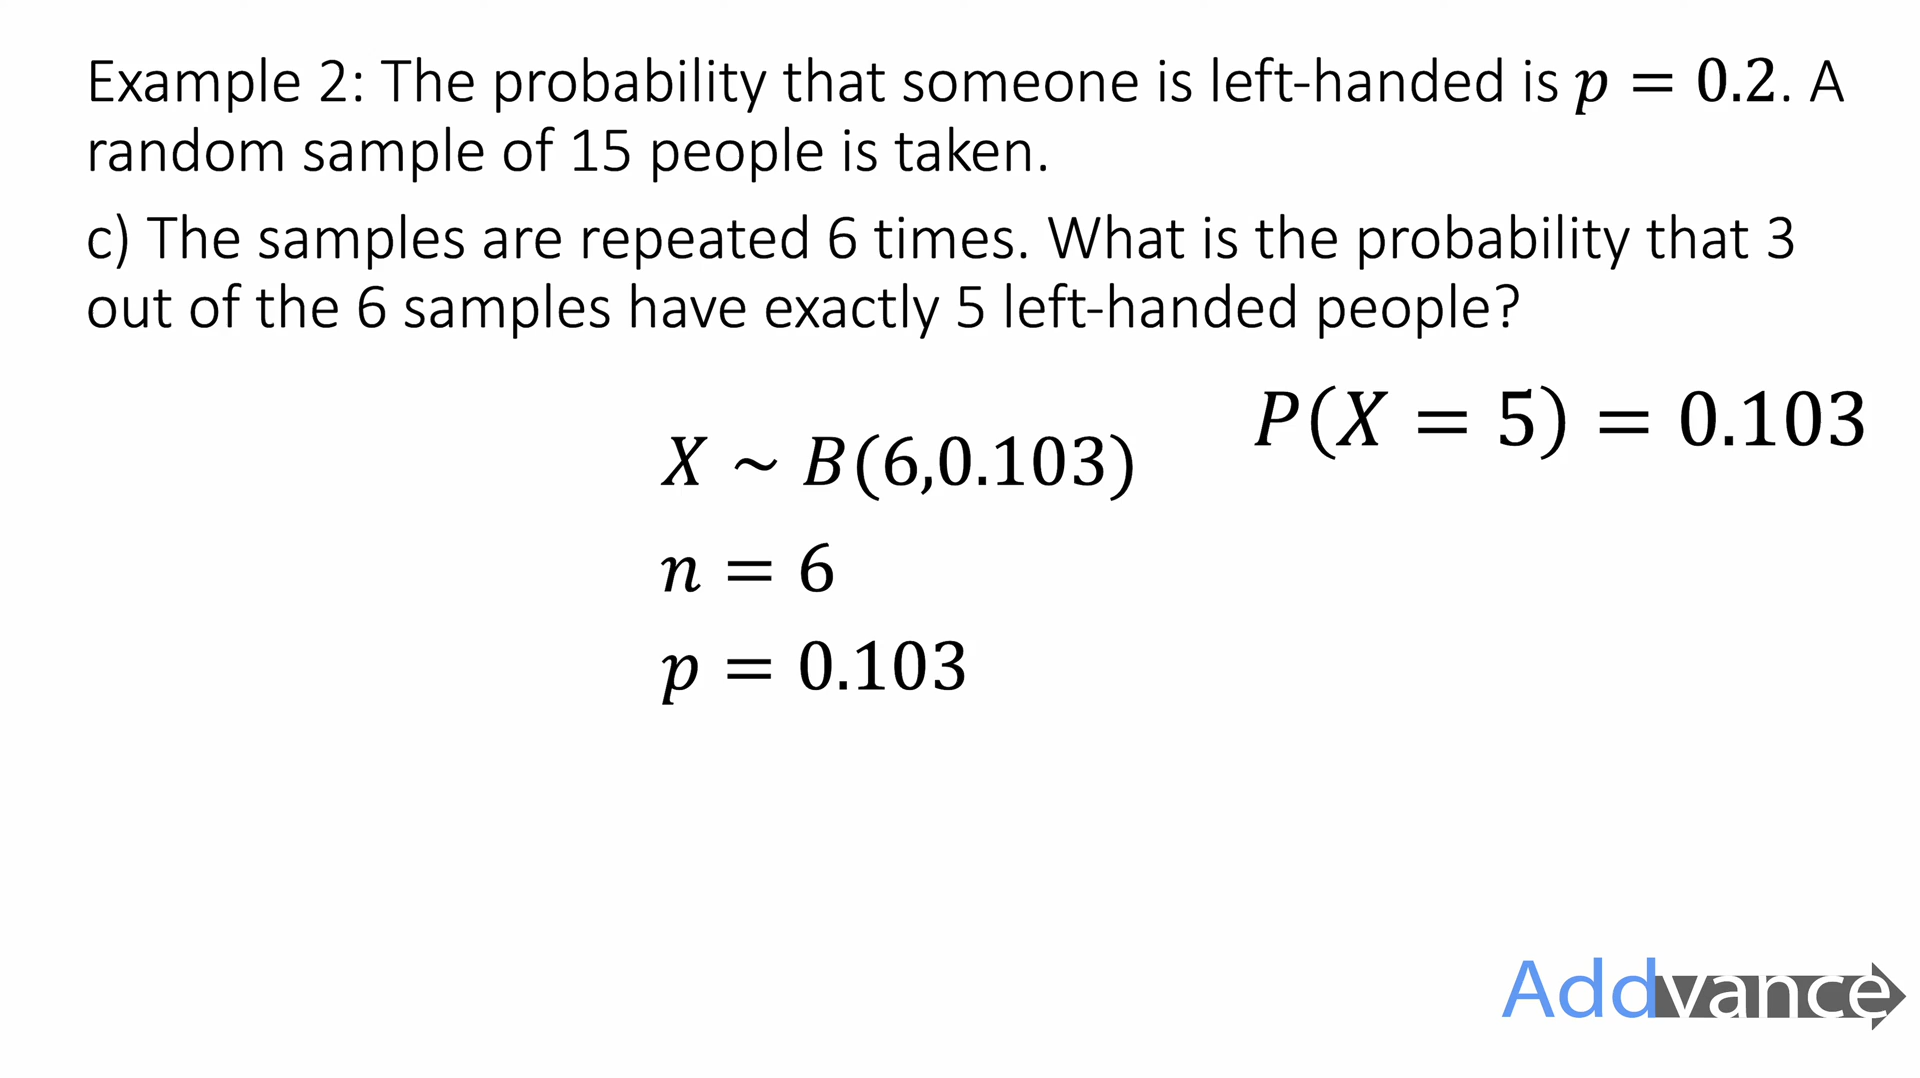 Example 2: The probability that someone is left-handed is p = 0.2. A
random sample of 15 people is taken.
c) The samples are repeated 6 times. What is the probability that 3
out of the 6 samples have exactly 5 left-handed people?
P(X = 5) = 0.103
X ~ B(6,0.103)
n = 6
p = 0.103
Addvance